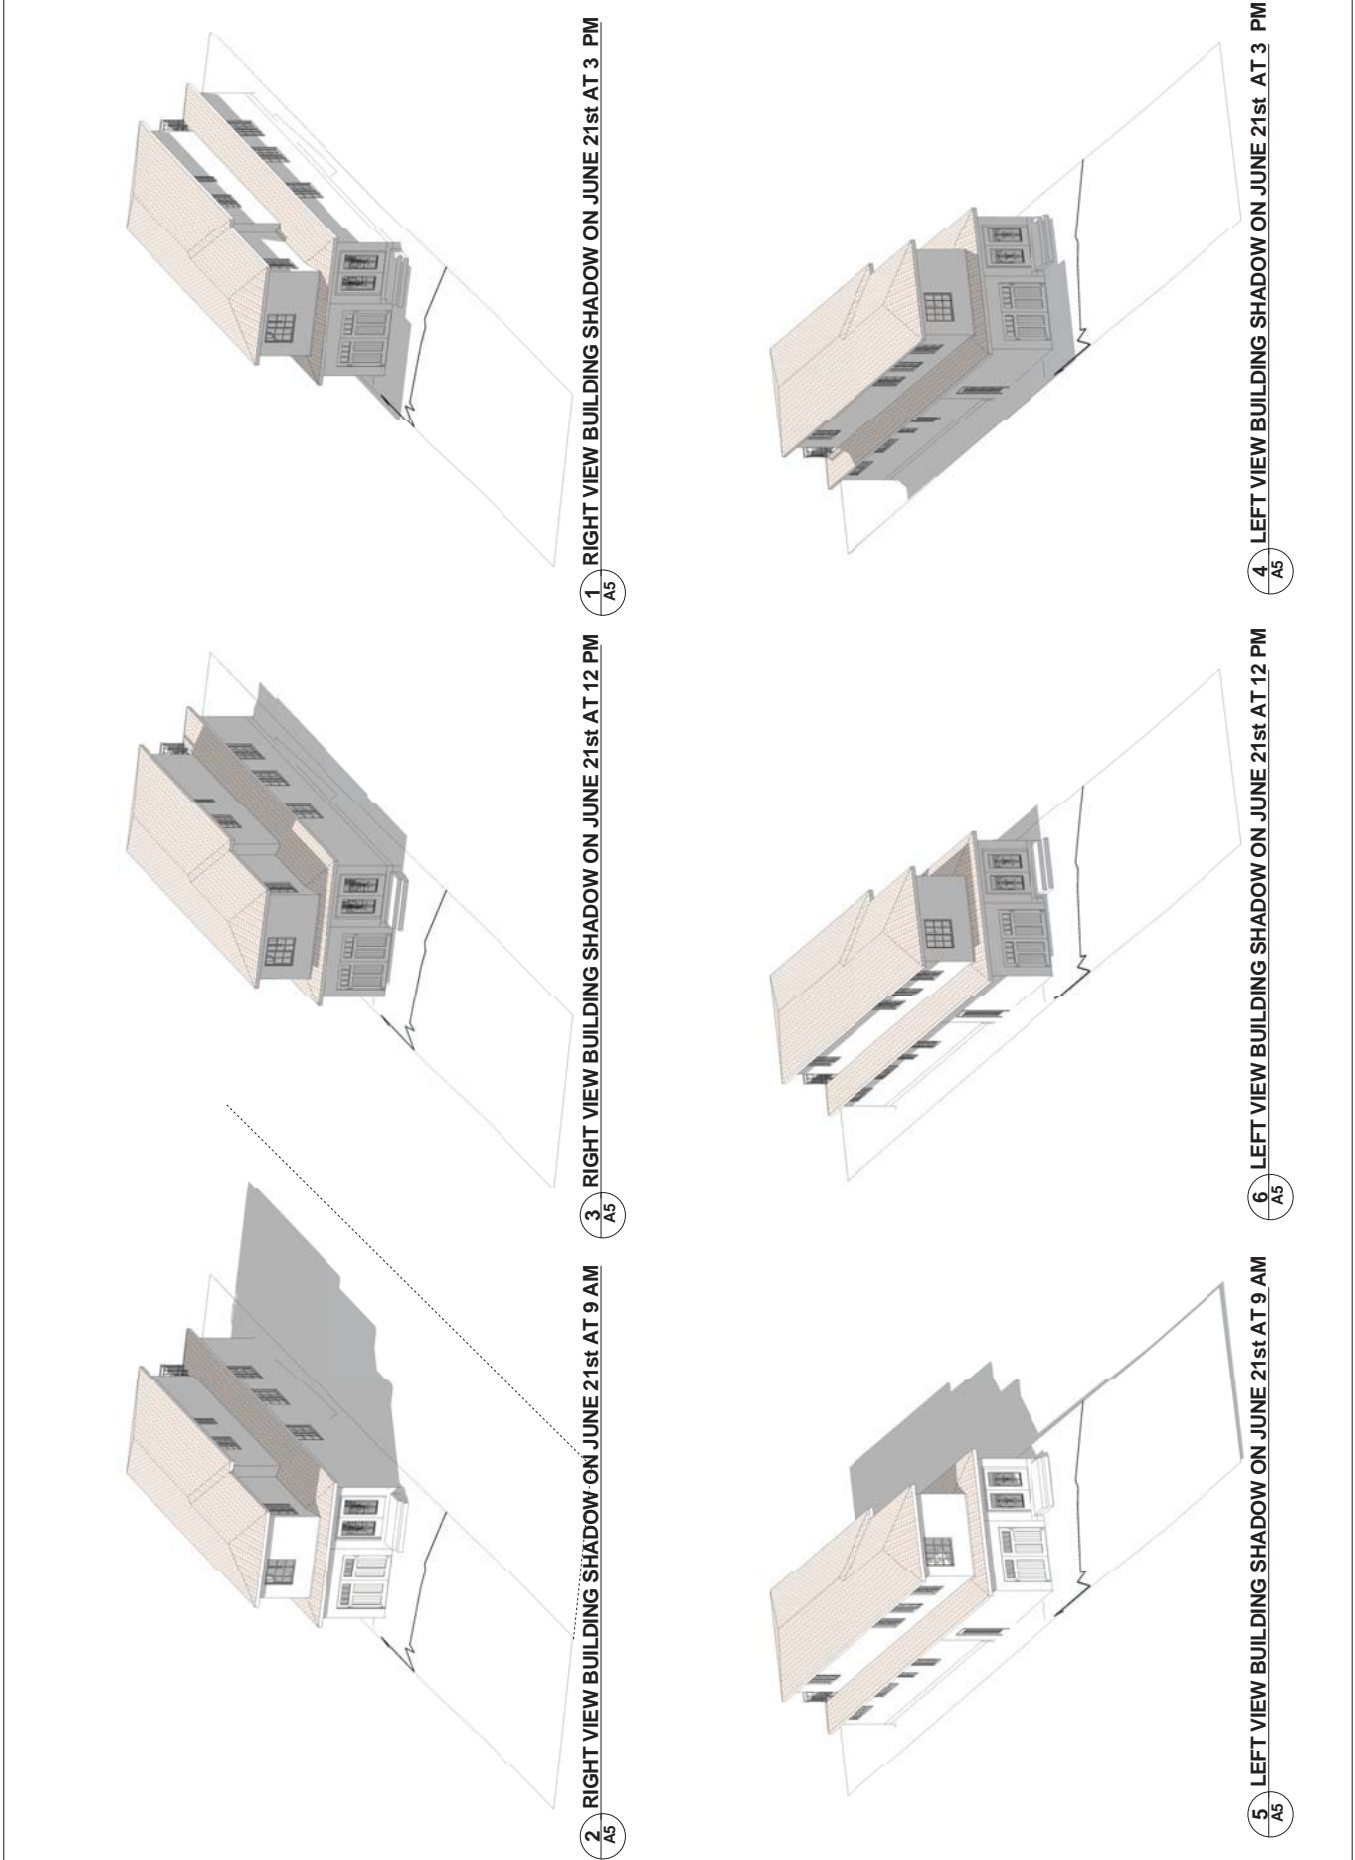 2
A5
RIGHT VIEW BUILDING SHADOW ON JUNE 21st AT 9 AM
3
A5
RIGHT VIEW BUILDING SHADOW ON JUNE 21st AT 12 PM
1
A5
RIGHT VIEW BUILDING SHADOW ON JUNE 21st AT 3 PM
5
A5
LEFT VIEW BUILDING SHADOW ON JUNE 21st AT 9 AM
6
A5
LEFT VIEW BUILDING SHADOW ON JUNE 21st AT 12 PM
4
A5
LEFT VIEW BUILDING SHADOW ON JUNE 21st AT 3 PM